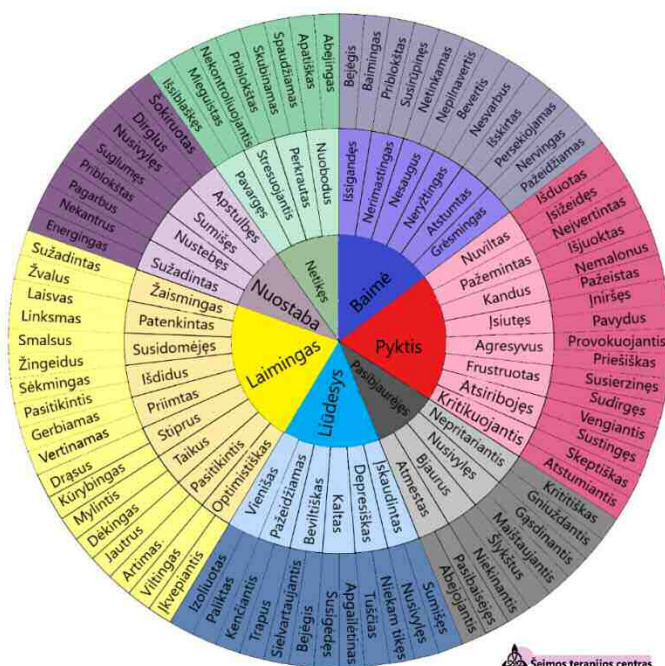 Baimė
Pyktis
Pasibjaurėjęs
Liūdesys
Laimingas
Nuostaba
Netikęs
Išsigandęs
Nerimastingas
Nesaugus
Neryžtingas
Atstumtas
Grėsmingas
Nuviltas
Pažemintas
Kandus
Įsiutęs
Agresyvus
Frustruotas
Atsiribojęs
Kritikuojantis
Nepritariantis
Nusivylęs
Bjaurus
Atmestas
Įskaudintas
Depresiškas
Kaltas
Beviltiškas
Pažeidžiamas
Vienišas
Optimistiškas
Pasitikintis
Taikus
Stiprus
Priimtas
Išdidus
Susidomėjęs
Patenkintas
Žaismingas
Sužadintas
Nustebęs
Sumišęs
Apstulbęs
Pavargęs
Stresuojantis
Perkrautas
Nuobodus
Bejėgis
Baimingas
Priblokštas
Susirūpinęs
Netinkamas
Nepilnavertis
Bevertis
Nesvarbus
Išskirtas
Persekiojamas
Nervingas
Pažeidžiamas
Išduotas
Įsižeidęs
Neįvertintas
Išjuoktas
Nemalonus
Pažeistas
Įniršęs
Pavydus
Provokuojantis
Priešiškas
Susierzinęs
Sudirgęs
Vengiantis
Sustingęs
Skeptiškas
Atstumiantis
Krititiškas
Gniuždantis
Gąsdinantis
Maištaujantis
Šlykštus
Niekinantis
Pasibaisėjęs
Abejojantis
Sumišęs
Nusivylęs
Niekam tikęs
Tuščias
Apgailėtinas
Susigėdęs
Bejėgis
Sielvartaujantis
Trapus
Kenčiantis
Paliktas
Izoliuotas
Įkvepiantis
Viltingas
Artimas
Jautrus
Dėkingas
Mylintis
Kūrybingas
Drąsus
Vertinamas
Gerbiamas
Pasitikintis
Sėkmingas
Žingeidus
Smalsus
Linksmas
Laisvas
Žvalus
Sužadintas
Energingas
Nekantrus
Pagarbus
Priblokštas
Suglumęs
Nusivylęs
Dirglus
Šokiruotas
Išsiblaškęs
Mieguistas
Nekontroliuojantis
Priblokštas
Skubinamas
Spaudžiamas
Apatiškas
Abejingas
Šeimos terapijos centras